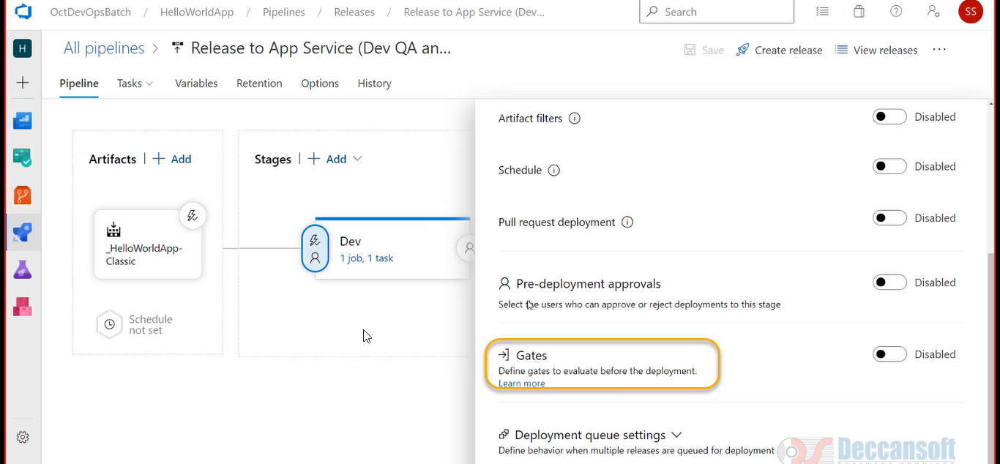 OctDevOpsBatch / HelloWorldApp / Pipelines / Releases / Release to App Service (Dev...
Search
SS
H
All pipelines > Release to App Service (Dev QA an...
Save Create release View releases ...
Pipeline Tasks Variables Retention Options History
Artifacts | + Add
Stages | + Add
_HelloWorldApp-
Classic
Schedule
not set
Dev
1 job, 1 task
Artifact filters
Disabled
Schedule
Disabled
Pull request deployment
Disabled
Pre-deployment approvals
Disabled
Select the users who can approve or reject deployments to this stage
Gates
Disabled
Define gates to evaluate before the deployment.
Learn more
Deployment queue settings
Define behavior when multiple releases are queued for deployment
Deccansoft
SOFTWARE SERVICES